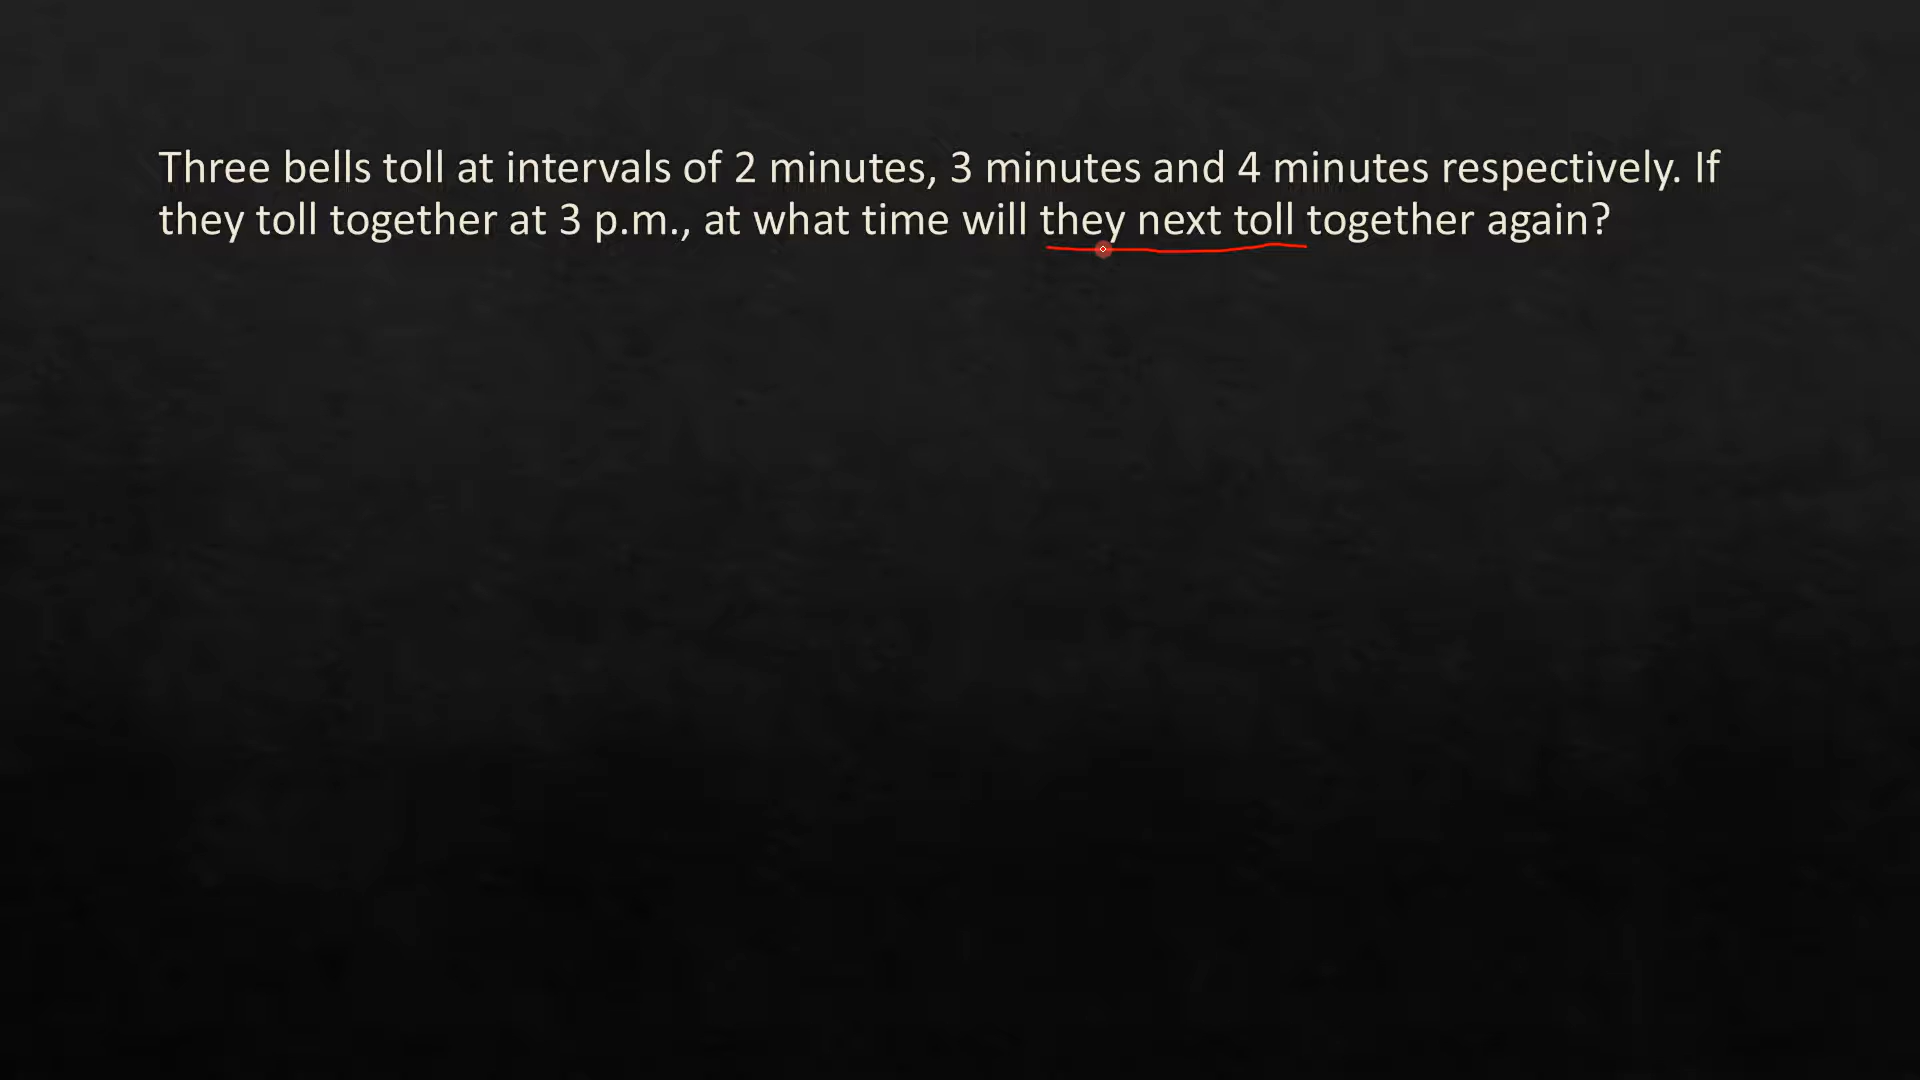 Three bells toll at intervals of 2 minutes, 3 minutes and 4 minutes respectively. If
they toll together at 3 p.m., at what time will they next toll together again?